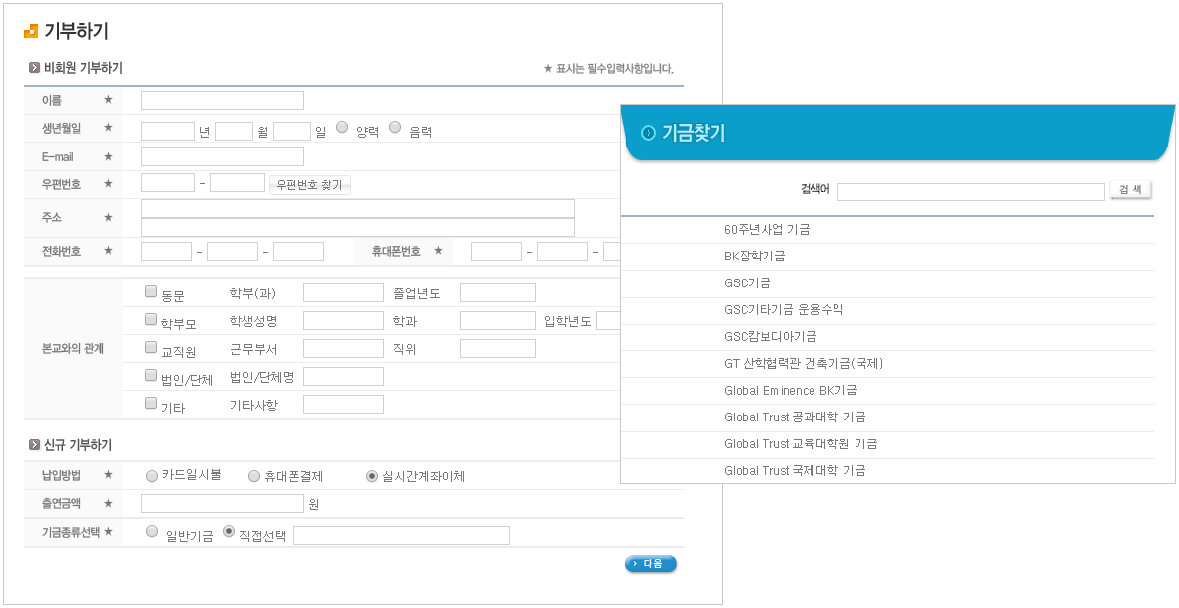 기부하기
비회원 기부하기
★ 표시는 필수입력사항입니다.
이름 ★
생년월일 ★ 년 월 일 양력 음력
E-mail ★
우편번호 ★ - 우편번호 찾기
주소 ★
전화번호 ★ - - 휴대폰번호 ★ - -
본교와의 관계
동문 학부(과) 졸업년도
학부모 학생성명 학과 입학년도
교직원 근무부서 직위
법인/단체 법인/단체명
기타 기타사항
신규 기부하기
납입방법 ★ 카드일시불 휴대폰결제 실시간계좌이체
출연금액 ★ 원
기금종류선택 ★ 일반기금 직접선택
다음
기금찾기
검색어 검 색
60주년사업 기금
BK장학기금
GSC기금
GSC기타기금 운용수익
GSC캄보디아기금
GT 산학협력관 건축기금(국제)
Global Eminence BK기금
Global Trust 공과대학 기금
Global Trust 교육대학원 기금
Global Trust 국제대학 기금